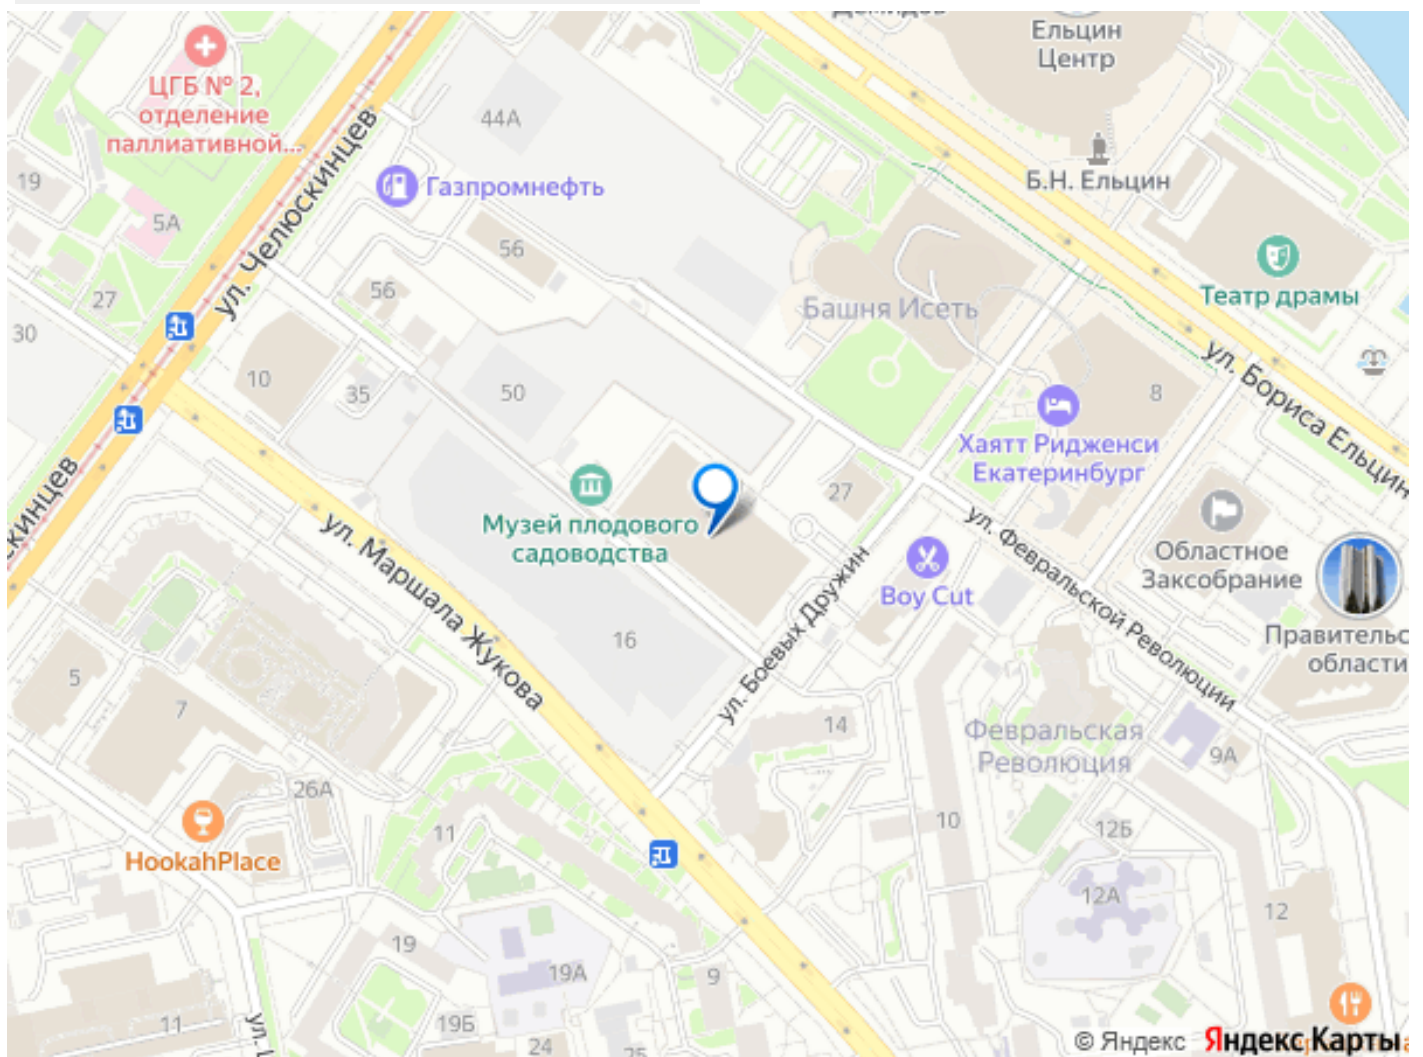 Ельцин
Центр
ЦГБ № 2,
отделение
паллиативной...
44А
ул. Челюскинцев
Газпромнефть
Б.Н. Ельцин
19
5А
56
Театр драмы
27
56
Башня Исеть
30
ул. Бориса Ельцина
10
35
50
8
Хаятт Ридженси
Екатеринбург
27
Музей плодового
садоводства
ул. Маршала Жукова
ул. Февральской Революции
Областное
Заксобрание
Boy Cut
ул. Боевых Дружин
16
Правительс
области
5
7
14
Февральская
Революция
9А
26А
11
10
12Б
HookahPlace
12А
12
19
19А
9
11
19Б
24
25
© Яндекс Яндекс Карты